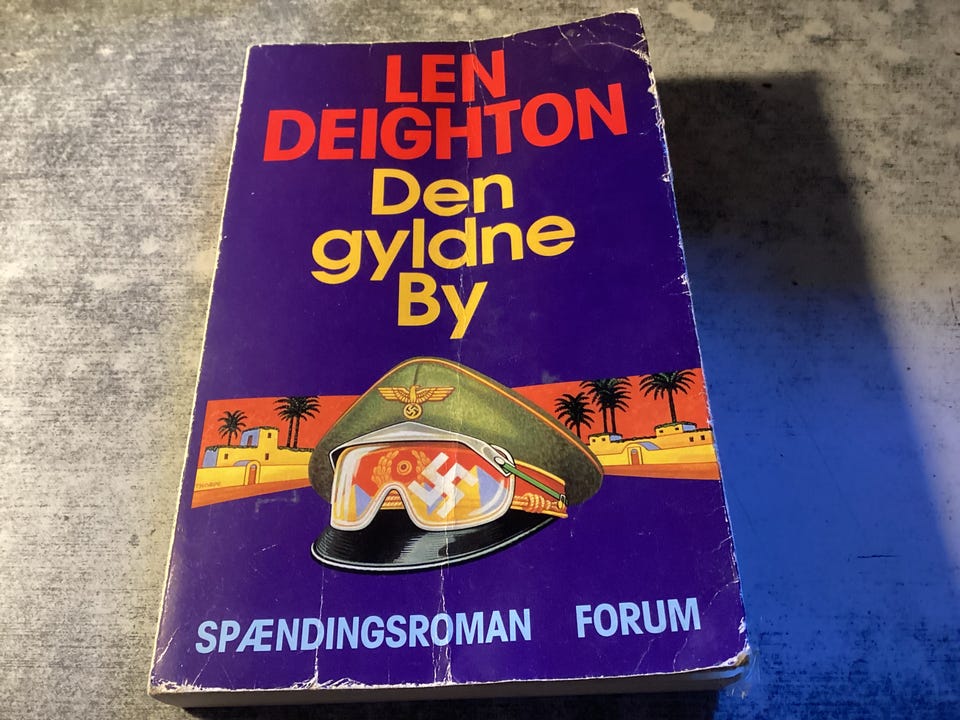 LEN
DEIGHTON
Den
gyldne
By
SPÆNDINGSROMAN FORUM